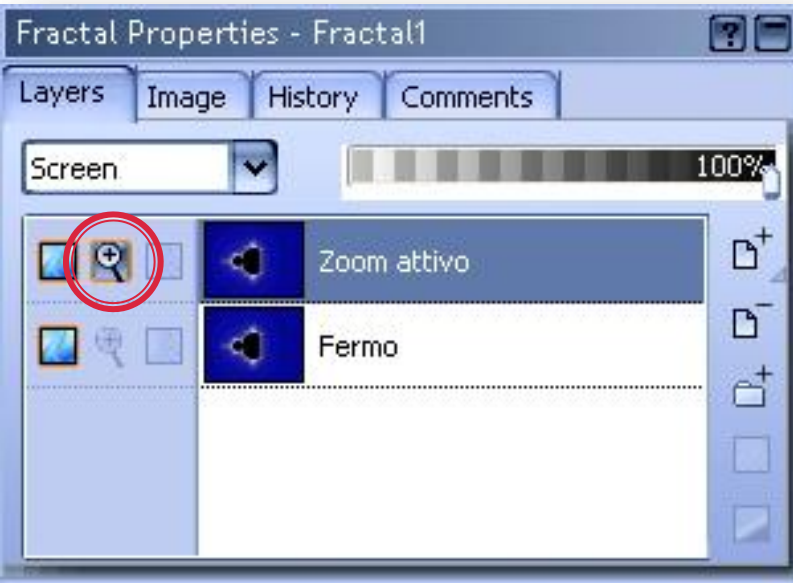 Fractal Properties - Fractal1
Layers Image History Comments
Screen 100%
Zoom attivo
Fermo